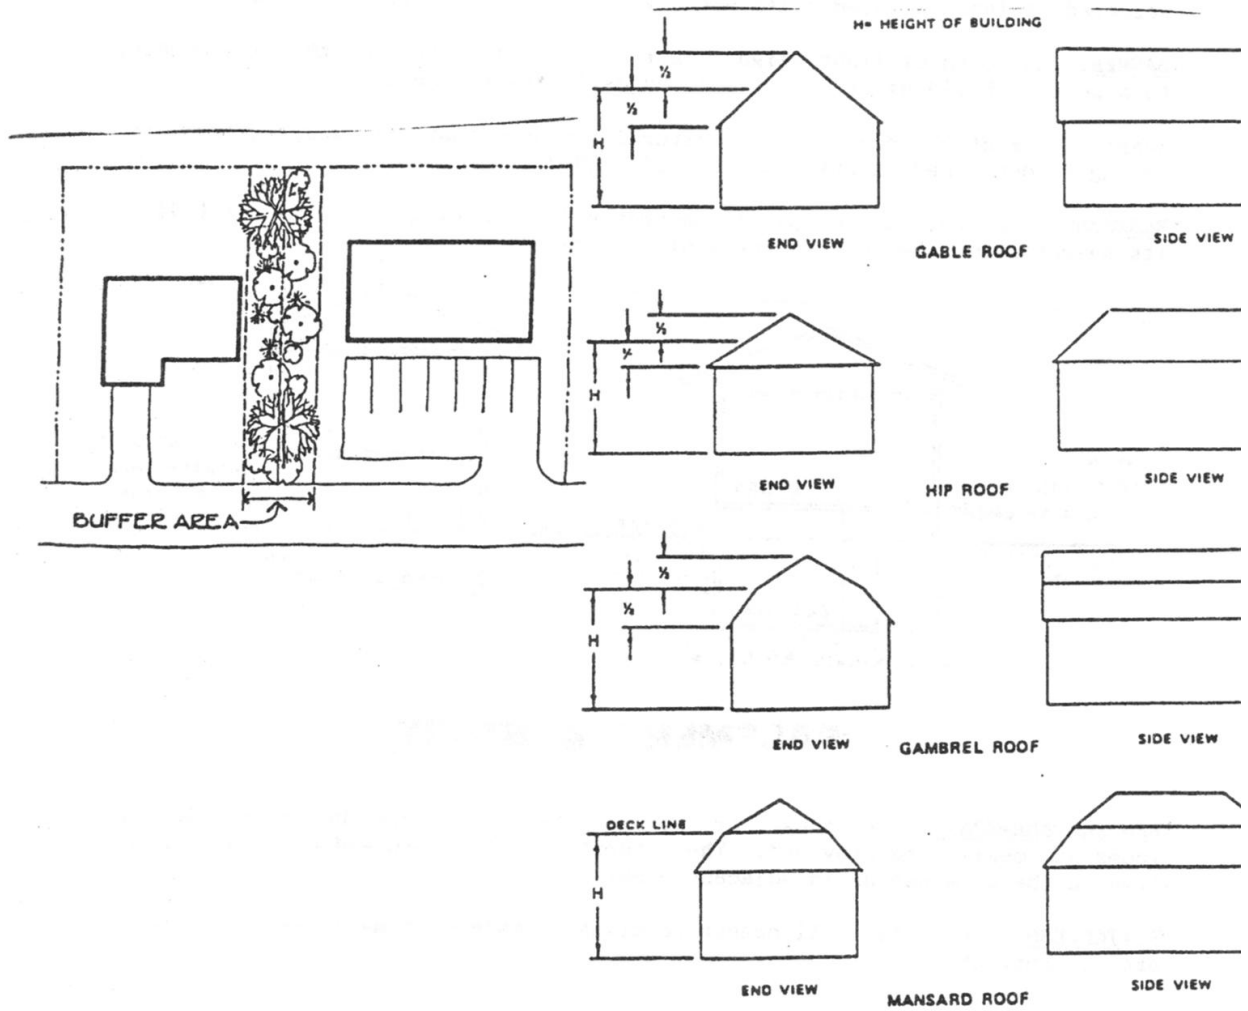 H= HEIGHT OF BUILDING
½
½
H
END VIEW
GABLE ROOF
SIDE VIEW
½
H
END VIEW
HIP ROOF
SIDE VIEW
BUFFER AREA
½
½
H
END VIEW
GAMBREL ROOF
SIDE VIEW
DECK LINE
H
END VIEW
MANSARD ROOF
SIDE VIEW